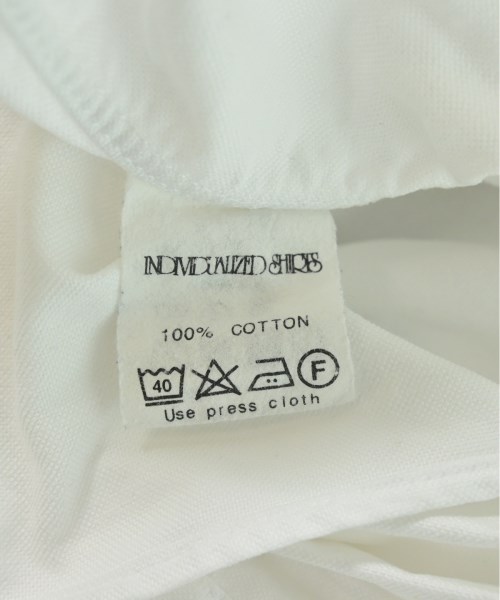 INDIVIDUALIZED SHIRTS
100% COTTON
40 F
Use press cloth